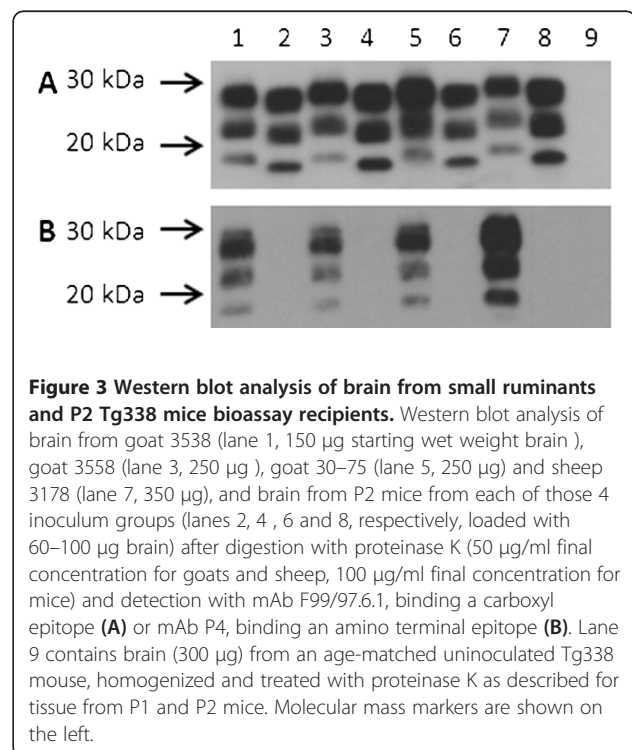 1 2 3 4 5 6 7 8 9
A 30 kDa
20 kDa
B 30 kDa
20 kDa
Figure 3 Western blot analysis of brain from small ruminants
and P2 Tg338 mice bioassay recipients. Western blot analysis of
brain from goat 3538 (lane 1, 150 μg starting wet weight brain ),
goat 3558 (lane 3, 250 μg ), goat 30–75 (lane 5, 250 μg) and sheep
3178 (lane 7, 350 μg), and brain from P2 mice from each of those 4
inoculum groups (lanes 2, 4 , 6 and 8, respectively, loaded with
60–100 μg brain) after digestion with proteinase K (50 μg/ml final
concentration for goats and sheep, 100 μg/ml final concentration for
mice) and detection with mAb F99/97.6.1, binding a carboxyl
epitope (A) or mAb P4, binding an amino terminal epitope (B). Lane
9 contains brain (300 μg) from an age-matched uninoculated Tg338
mouse, homogenized and treated with proteinase K as described for
tissue from P1 and P2 mice. Molecular mass markers are shown on
the left.